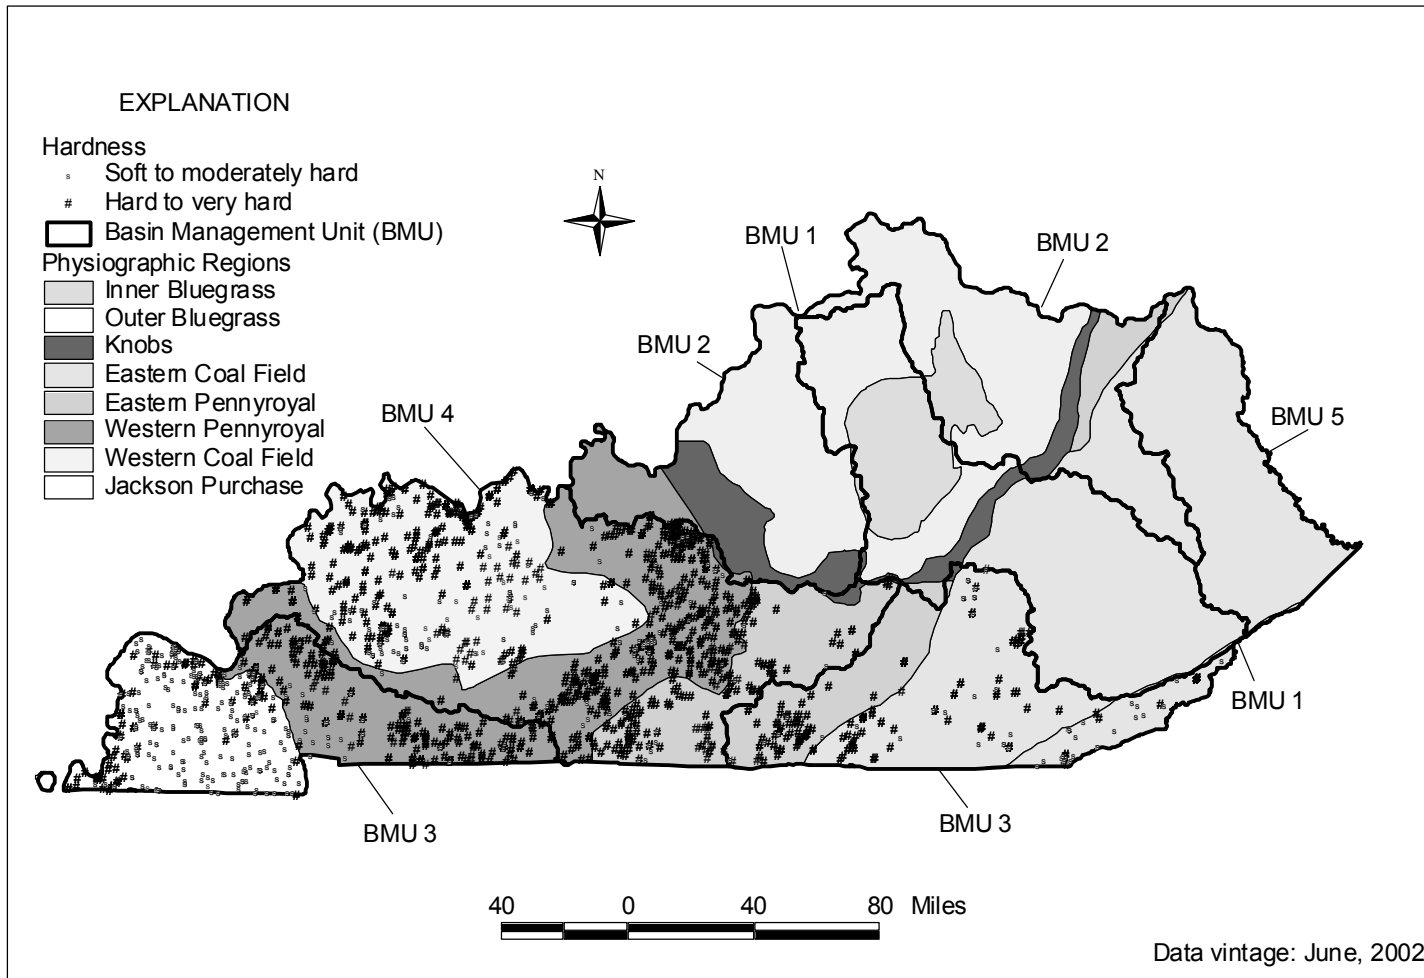 EXPLANATION
Hardness
s Soft to moderately hard
# Hard to very hard
Basin Management Unit (BMU)
Physiographic Regions
Inner Bluegrass
Outer Bluegrass
Knobs
Eastern Coal Field
Eastern Pennyroyal
Western Pennyroyal
Western Coal Field
Jackson Purchase
N
BMU 1
BMU 2
BMU 2
BMU 4
BMU 5
BMU 1
BMU 3
BMU 3
40 0 40 80 Miles
Data vintage: June, 2002